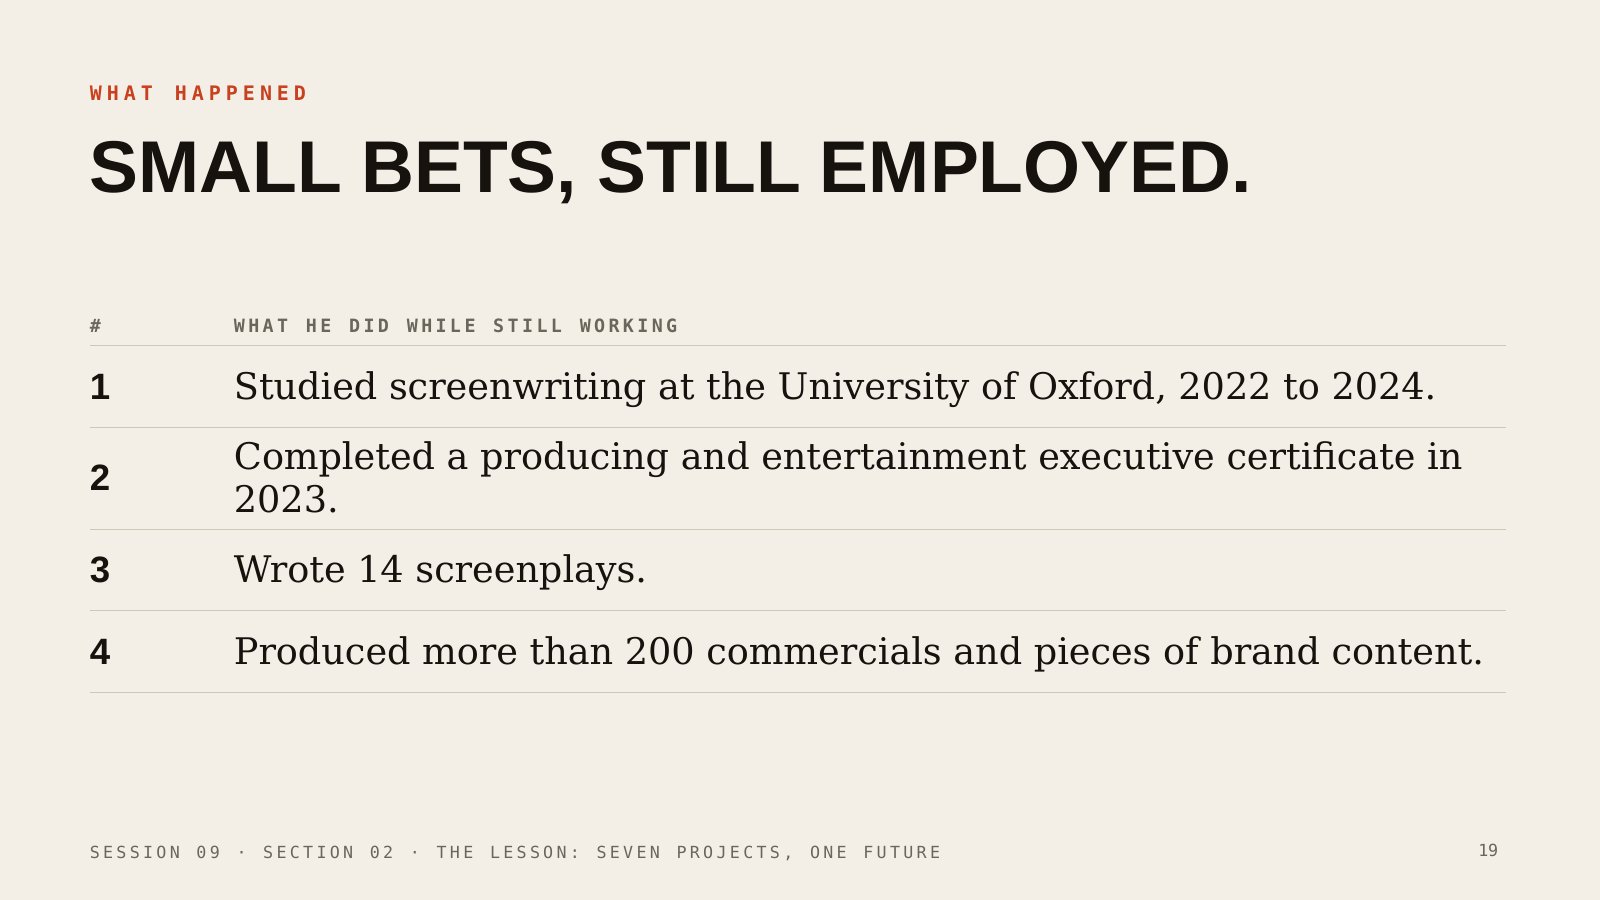 WHAT HAPPENED
SMALL BETS, STILL EMPLOYED.
# WHAT HE DID WHILE STILL WORKING
1 Studied screenwriting at the University of Oxford, 2022 to 2024.
2 Completed a producing and entertainment executive certificate in
2023.
3 Wrote 14 screenplays.
4 Produced more than 200 commercials and pieces of brand content.
SESSION 09 · SECTION 02 · THE LESSON: SEVEN PROJECTS, ONE FUTURE 19